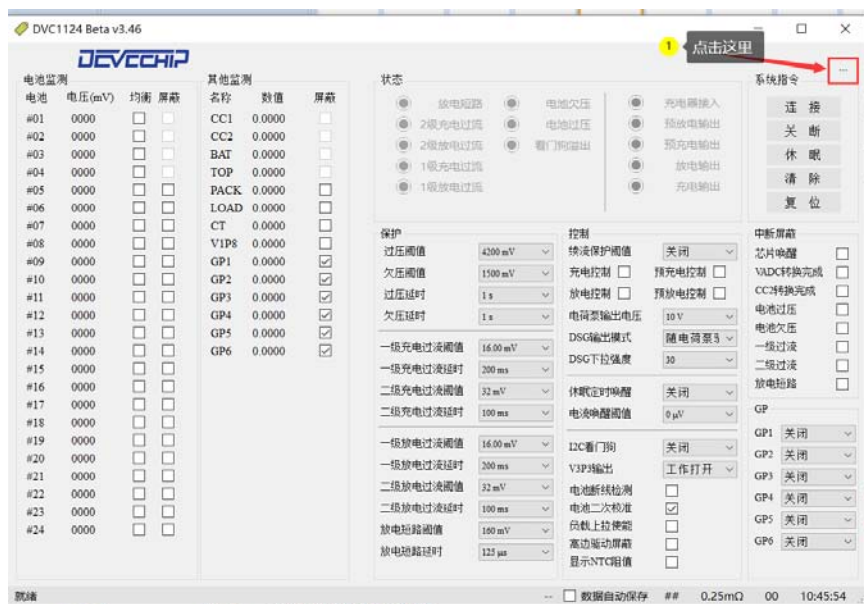 DVC1124 Beta v3.46
1 点击这里
DEVECHIP
...
电池监测
电池 电压(mV) 均衡 屏蔽
#01 0000
#02 0000
#03 0000
#04 0000
#05 0000
#06 0000
#07 0000
#08 0000
#09 0000
#10 0000
#11 0000
#12 0000
#13 0000
#14 0000
#15 0000
#16 0000
#17 0000
#18 0000
#19 0000
#20 0000
#21 0000
#22 0000
#23 0000
#24 0000
其他监测
名称 数值 屏蔽
CC1 0.0000
CC2 0.0000
BAT 0.0000
TOP 0.0000
PACK 0.0000
LOAD 0.0000
CT 0.0000
V1P8 0.0000
GP1 0.0000
GP2 0.0000
GP3 0.0000
GP4 0.0000
GP5 0.0000
GP6 0.0000
状态
放电短路 电池欠压 充电器接入
2级充电过流 电池过压 预放电输出
2级放电过流 看门狗溢出 预充电输出
1级充电过流 放电输出
1级放电过流 充电输出
系统指令
连 接
关 断
休 眠
清 除
复 位
保护
过压阈值 4200 mV
欠压阈值 1500 mV
过压延时 1 s
欠压延时 1 s
一级充电过流阈值 16.00 mV
一级充电过流延时 200 ms
二级充电过流阈值 32 mV
二级充电过流延时 100 ms
一级放电过流阈值 16.00 mV
一级放电过流延时 200 ms
二级放电过流阈值 32 mV
二级放电过流延时 100 ms
放电短路阈值 160 mV
放电短路延时 125 μs
控制
续流保护阈值 关闭
充电控制 预充电控制
放电控制 预放电控制
电荷泵输出电压 10 V
DSG输出模式 随电荷泵
DSG下拉强度 30
休眠定时唤醒 关闭
电流唤醒阈值 0 μV
I2C看门狗 关闭
V3P3输出 工作打开
电池断线检测
电池二次校准
负载上拉使能
高边驱动屏蔽
显示NTC阻值
中断屏蔽
芯片唤醒
VADC转换完成
CC2转换完成
电池过压
电池欠压
一级过流
二级过流
放电短路
GP
GP1 关闭
GP2 关闭
GP3 关闭
GP4 关闭
GP5 关闭
GP6 关闭
就绪 -- 数据自动保存 ## 0.25mΩ 00 10:45:54